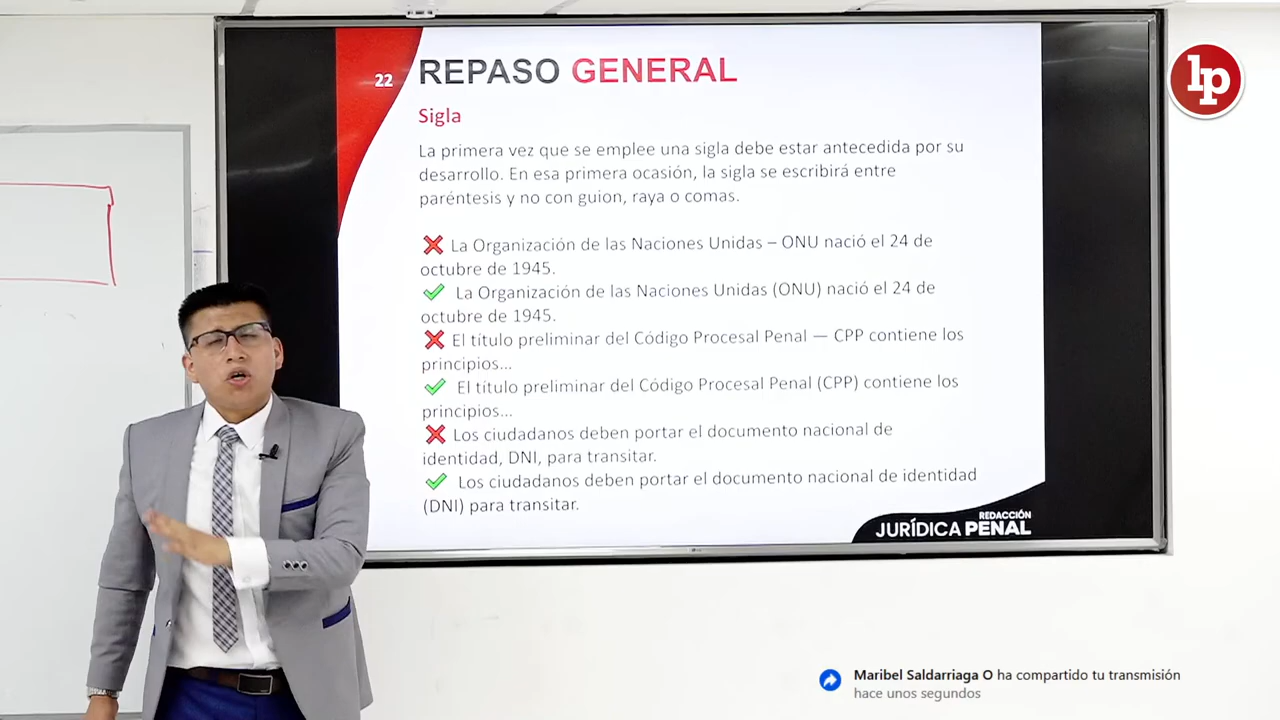 22
REPASO GENERAL
lp
Sigla
La primera vez que se emplee una sigla debe estar antecedida por su
desarrollo. En esa primera ocasión, la sigla se escribirá entre
paréntesis y no con guion, raya o comas.
La Organización de las Naciones Unidas – ONU nació el 24 de
octubre de 1945.
La Organización de las Naciones Unidas (ONU) nació el 24 de
octubre de 1945.
El título preliminar del Código Procesal Penal — CPP contiene los
principios...
El título preliminar del Código Procesal Penal (CPP) contiene los
principios...
Los ciudadanos deben portar el documento nacional de
identidad, DNI, para transitar.
Los ciudadanos deben portar el documento nacional de identidad
(DNI) para transitar.
REDACCIÓN
JURÍDICA PENAL
LG
Maribel Saldarriaga O ha compartido tu transmisión
hace unos segundos